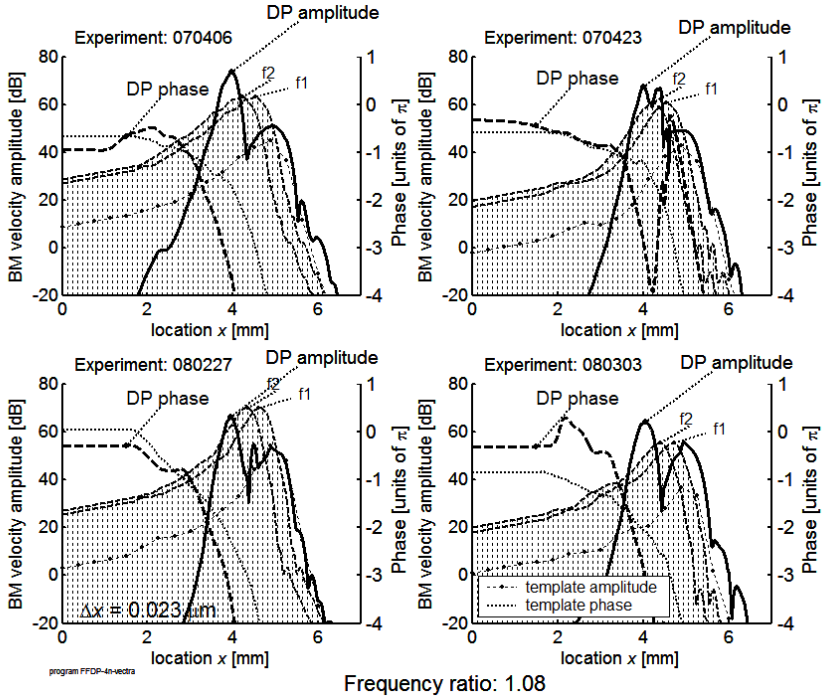 DP amplitude
DP amplitude
Experiment: 070406
Experiment: 070423
80
60
40
20
0
-20
BM velocity amplitude [dB]
DP phase
f2
f1
1
0
-1
-2
-3
-4
Phase [units of π]
0 2 4 6
location x [mm]
80
60
40
20
0
-20
BM velocity amplitude [dB]
DP phase
f2
f1
1
0
-1
-2
-3
-4
Phase [units of π]
0 2 4 6
location x [mm]
DP amplitude
DP amplitude
Experiment: 080227
Experiment: 080303
80
60
40
20
0
-20
BM velocity amplitude [dB]
DP phase
f2
f1
Δx = 0.023 μm
1
0
-1
-2
-3
-4
Phase [units of π]
0 2 4 6
location x [mm]
80
60
40
20
0
-20
BM velocity amplitude [dB]
DP phase
f2
f1
template amplitude
template phase
1
0
-1
-2
-3
-4
Phase [units of π]
0 2 4 6
location x [mm]
program FFDP-4n-vectra
Frequency ratio: 1.08